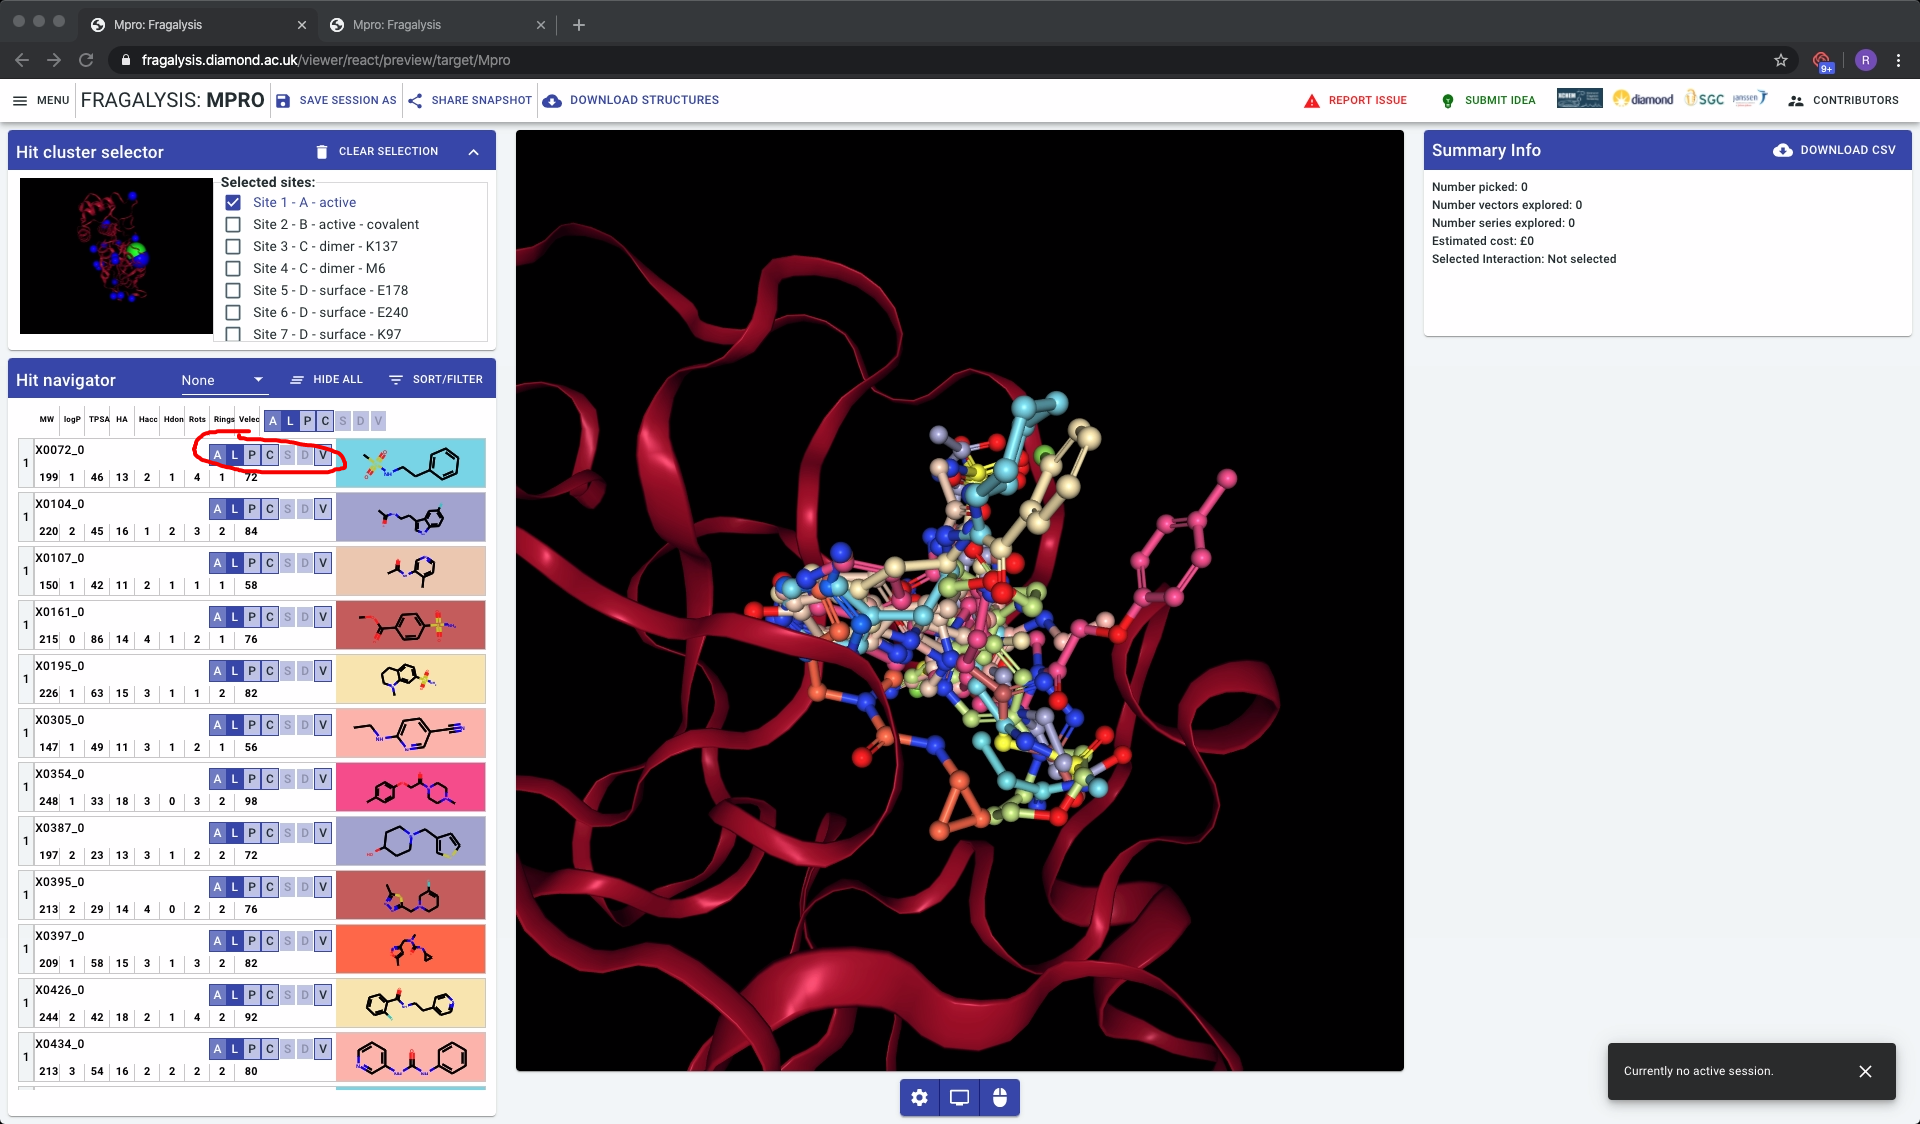 Mpro: Fragalysis
Mpro: Fragalysis
fragalysis.diamond.ac.uk/viewer/react/preview/target/Mpro
9+
R
MENU
FRAGALYSIS: MPRO
SAVE SESSION AS
SHARE SNAPSHOT
DOWNLOAD STRUCTURES
REPORT ISSUE
SUBMIT IDEA
diamond
SGC
janssen
CONTRIBUTORS
Hit cluster selector
CLEAR SELECTION
Selected sites:
Site 1 - A - active
Site 2 - B - active - covalent
Site 3 - C - dimer - K137
Site 4 - C - dimer - M6
Site 5 - D - surface - E178
Site 6 - D - surface - E240
Site 7 - D - surface - K97
Hit navigator
None
HIDE ALL
SORT/FILTER
MW logP TPSA HA Hacc Hdon Rots Rings Velec A L P C S D V
1
X0072_0
A L P C S D V
199 1 46 13 2 1 4 1 72
1
X0104_0
A L P C S D V
220 2 45 16 1 2 3 2 84
1
X0107_0
A L P C S D V
150 1 42 11 2 1 1 1 58
1
X0161_0
A L P C S D V
215 0 86 14 4 1 2 1 76
1
X0195_0
A L P C S D V
226 1 63 15 3 1 1 2 82
1
X0305_0
A L P C S D V
147 1 49 11 3 1 2 1 56
1
X0354_0
A L P C S D V
248 1 33 18 3 0 3 2 98
1
X0387_0
A L P C S D V
197 2 23 13 3 1 2 2 72
1
X0395_0
A L P C S D V
213 2 29 14 4 0 2 2 76
1
X0397_0
A L P C S D V
209 1 58 15 3 1 3 2 82
1
X0426_0
A L P C S D V
244 2 42 18 2 1 4 2 92
1
X0434_0
A L P C S D V
213 3 54 16 2 2 2 2 80
Summary Info
DOWNLOAD CSV
Number picked: 0
Number vectors explored: 0
Number series explored: 0
Estimated cost: £0
Selected Interaction: Not selected
Currently no active session.